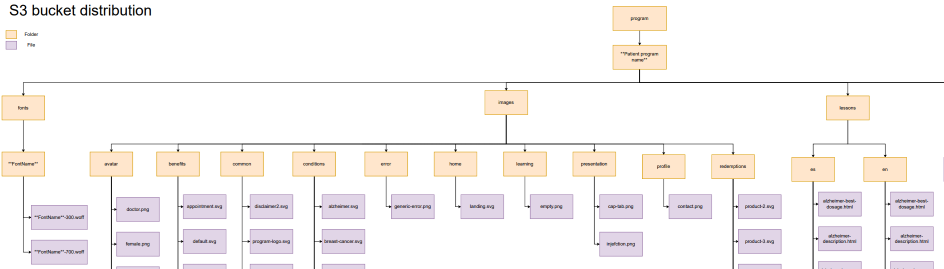 S3 bucket distribution
Folder
File
program
**Patient program
name**
fonts
images
lessons
**FontName**
avatar
benefits
common
conditions
error
home
learning
presentation
profile
redemptions
es
en
**FontName**-300.woff
**FontName**-700.woff
doctor.png
female.png
appointment.svg
default.svg
disclaimer2.svg
program-logo.svg
alzheimer.svg
breast-cancer.svg
generic-error.png
landing.svg
empty.png
cap-tab.png
injection.png
contact.png
product-2.svg
product-3.svg
alzheimer-best-
dosage.html
alzheimer-
description.html
alzheimer-best-
dosage.html
alzheimer-
description.html